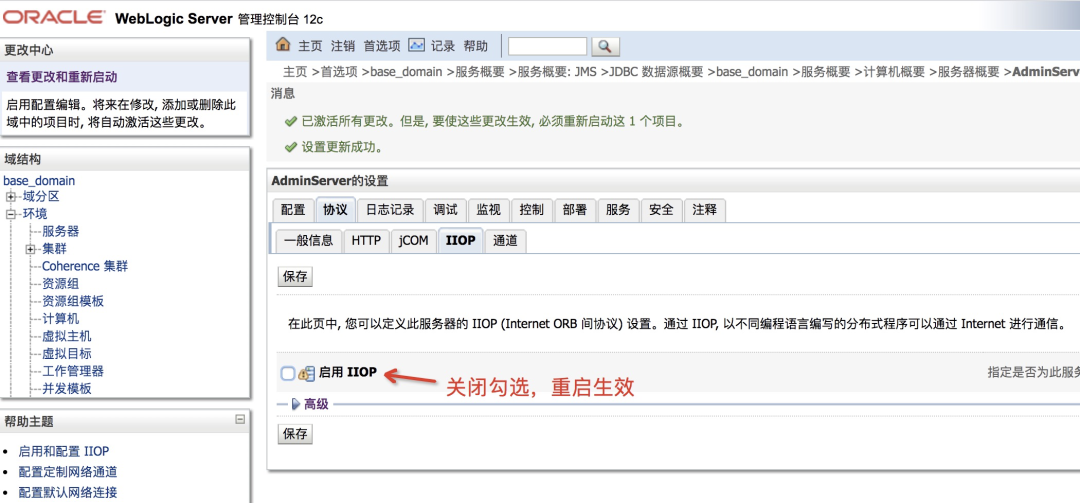 ORACLE WebLogic Server 管理控制台 12c
更改中心
查看更改和重新启动
启用配置编辑。将来在修改, 添加或删除此
域中的项目时, 将自动激活这些更改。
域结构
base_domain
域分区
环境
服务器
集群
Coherence 集群
资源组
资源组模板
计算机
虚拟主机
虚拟目标
工作管理器
并发模板
帮助主题
启用和配置 IIOP
配置定制网络通道
配置默认网络连接
主页 注销 首选项 记录 帮助
主页 >首选项 >base_domain >服务概要 >服务概要: JMS >JDBC 数据源概要 >base_domain >服务概要 >计算机概要 >服务器概要 >AdminServ
消息
已激活所有更改。但是, 要使这些更改生效, 必须重新启动这 1 个项目。
设置更新成功。
AdminServer的设置
配置 协议 日志记录 调试 监视 控制 部署 服务 安全 注释
一般信息 HTTP jCOM IIOP 通道
保存
在此页中, 您可以定义此服务器的 IIOP (Internet ORB 间协议) 设置。通过 IIOP, 以不同编程语言编写的分布式程序可以通过 Internet 进行通信。
启用 IIOP
关闭勾选，重启生效
指定是否为此服务
高级
保存